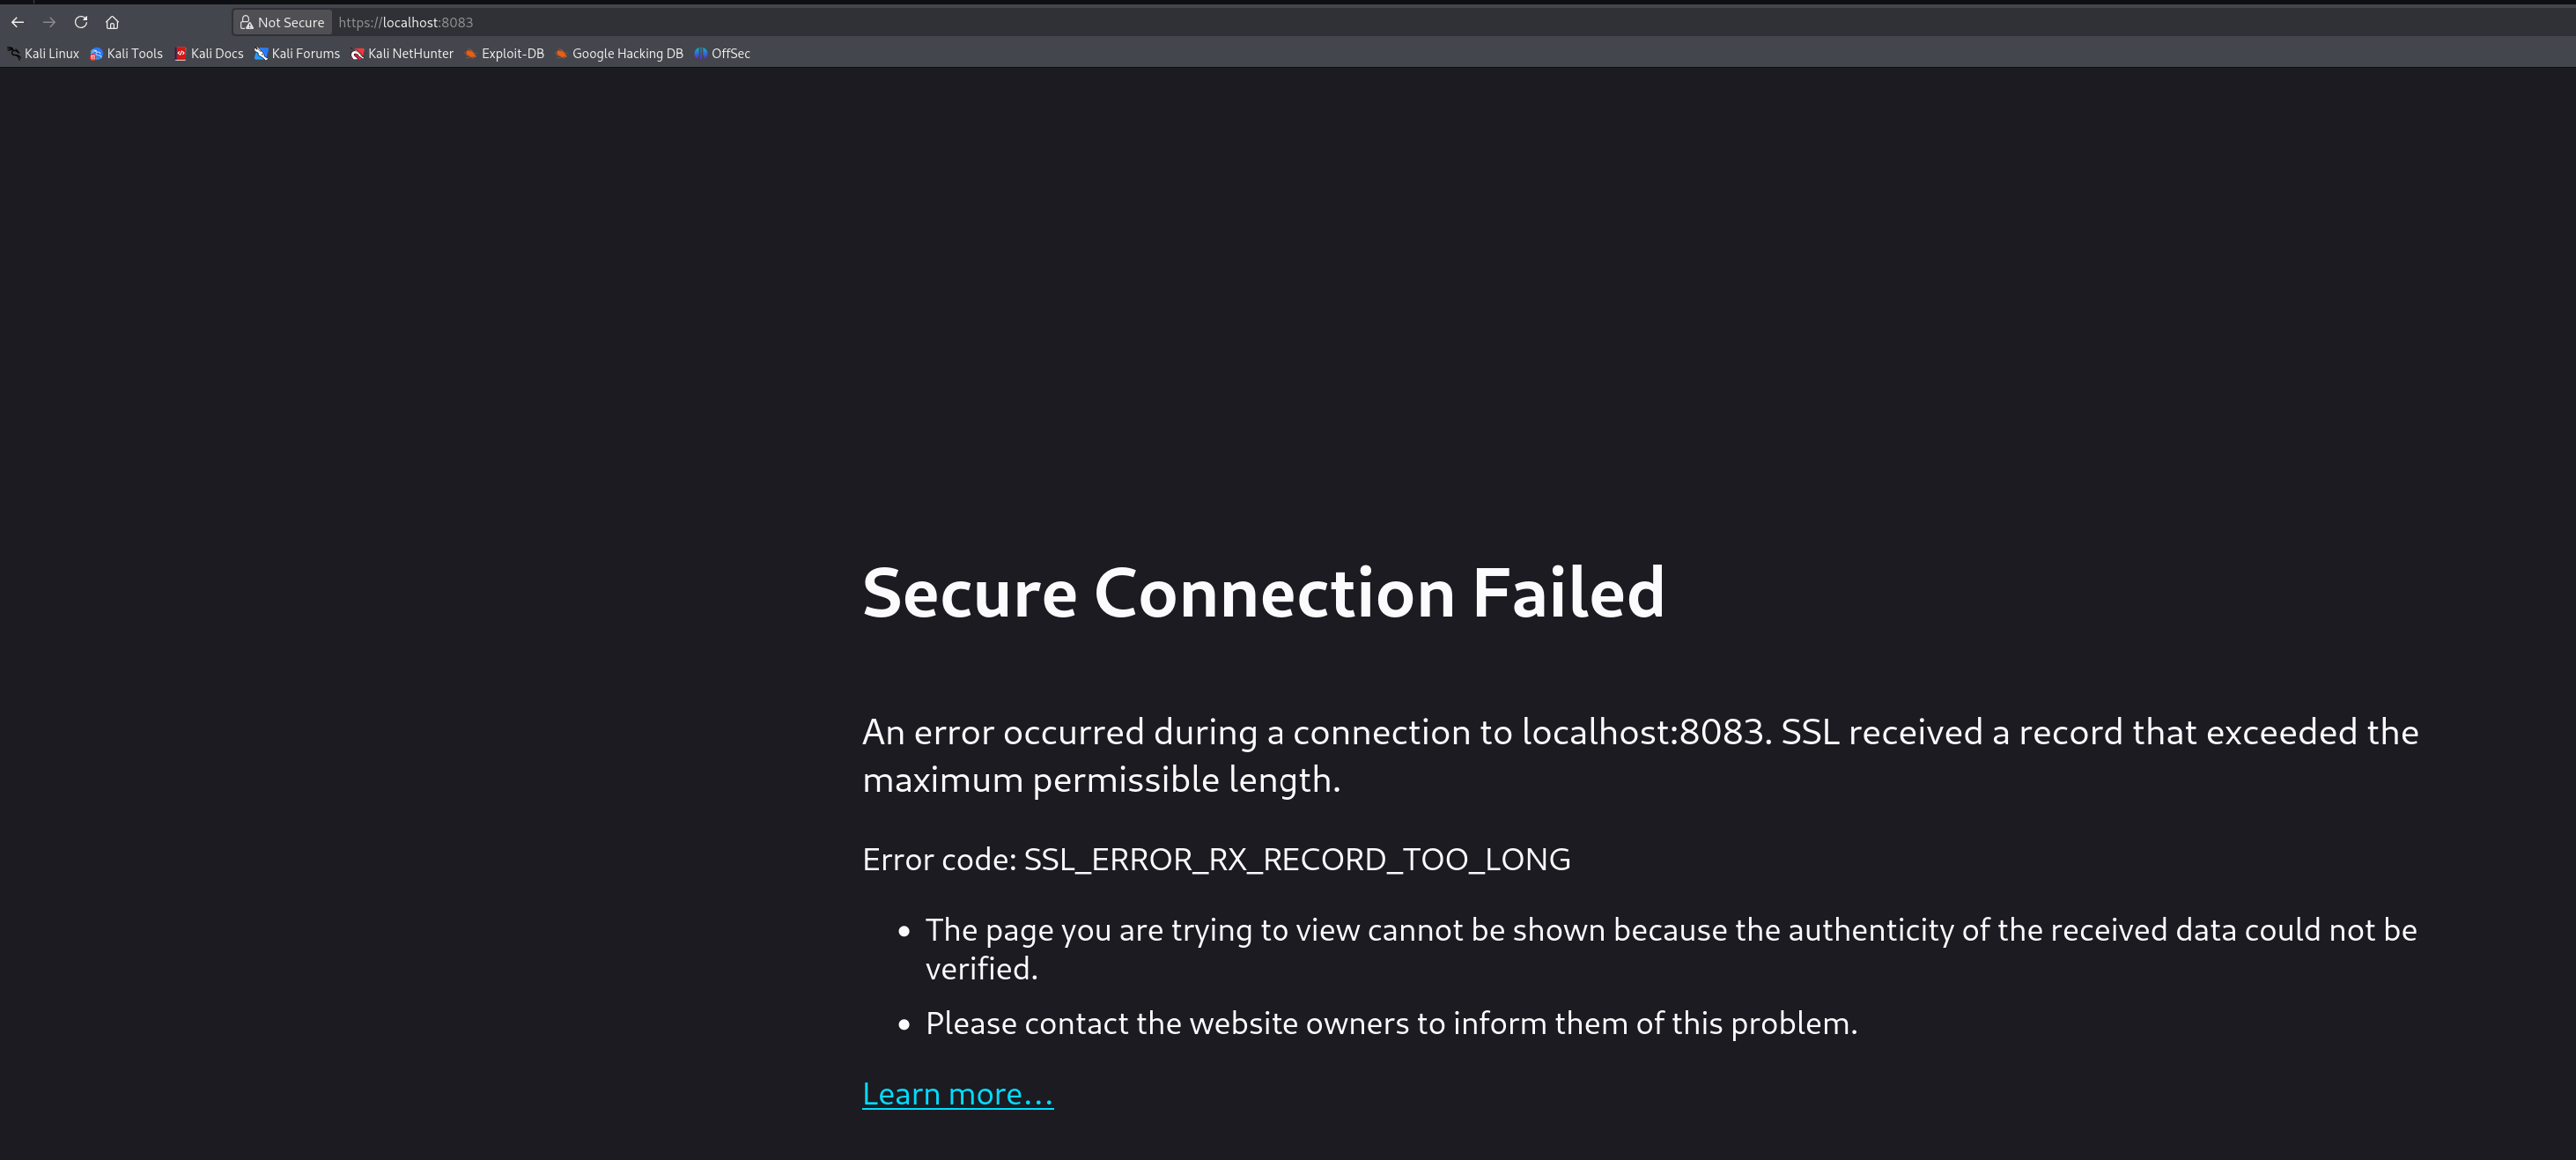 Not Secure https://localhost:8083
Kali Linux Kali Tools Kali Docs Kali Forums Kali NetHunter Exploit-DB Google Hacking DB OffSec
Secure Connection Failed
An error occurred during a connection to localhost:8083. SSL received a record that exceeded the
maximum permissible length.
Error code: SSL_ERROR_RX_RECORD_TOO_LONG
• The page you are trying to view cannot be shown because the authenticity of the received data could not be
verified.
• Please contact the website owners to inform them of this problem.
Learn more…